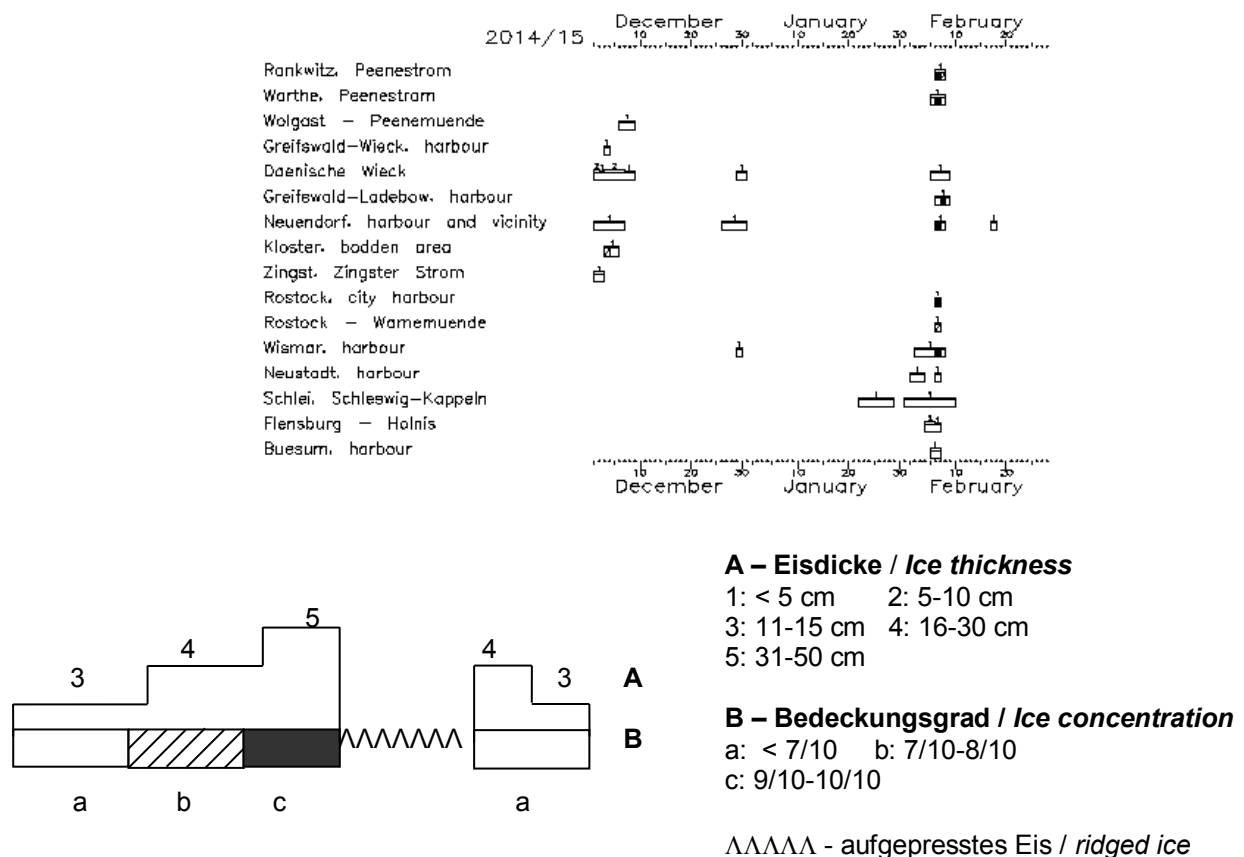 December January February
2014/15 10 20 30 10 20 30 10 20
Rankwitz, Peenestrom
Warthe, Peenestrom
Wolgast – Peenemuende
Greifswald–Wieck, harbour
Daenische Wieck
Greifswald–Ladebow, harbour
Neuendorf, harbour and vicinity
Kloster, bodden area
Zingst, Zingster Strom
Rostock, city harbour
Rostock – Warnemuende
Wismar, harbour
Neustadt, harbour
Schlei, Schleswig–Kappeln
Flensburg – Holnis
Buesum, harbour
10 20 30 10 20 30 10 20
December January February
3 4 5 4 3 A
B
a b c a
A – Eisdicke / Ice thickness
1: < 5 cm 2: 5-10 cm
3: 11-15 cm 4: 16-30 cm
5: 31-50 cm
B – Bedeckungsgrad / Ice concentration
a: < 7/10 b: 7/10-8/10
c: 9/10-10/10
ΛΛΛΛΛ - aufgepresstes Eis / ridged ice